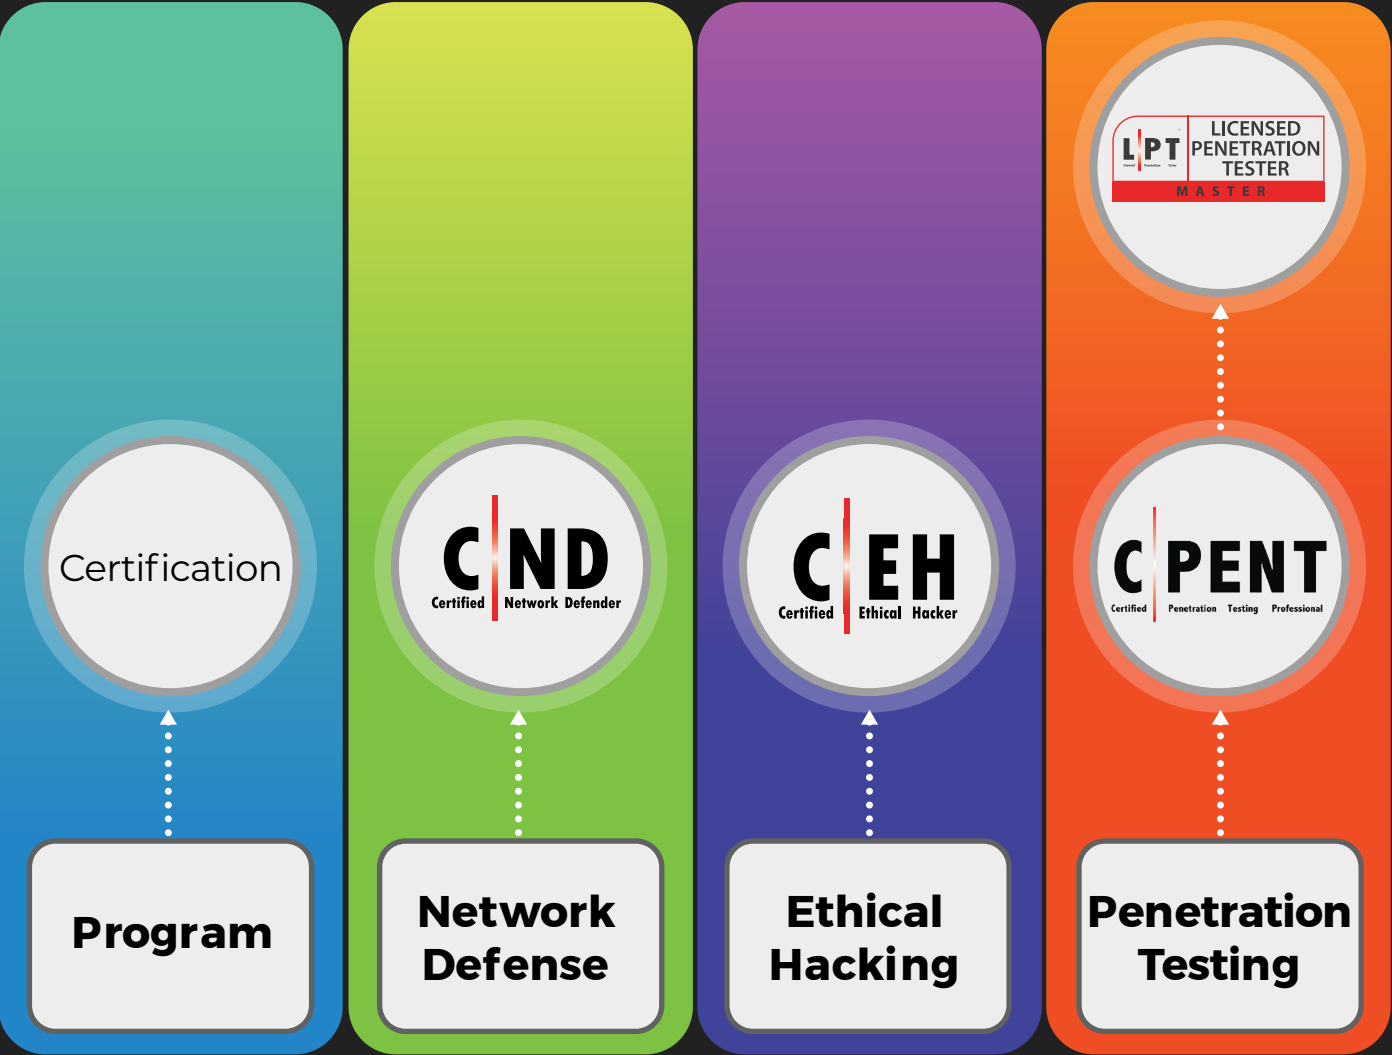 L PT
LICENSED
PENETRATION
TESTER
MASTER
Certification
C ND
Certified Network Defender
C EH
Certified Ethical Hacker
C PENT
Certified Penetration Testing Professional
Program
Network
Defense
Ethical
Hacking
Penetration
Testing